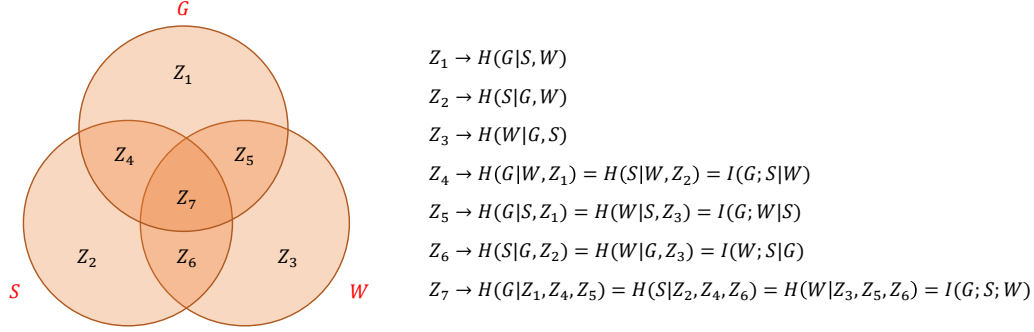 G
Z₁
Z₄
Z₅
Z₇
Z₂
Z₆
Z₃
S
W
Z₁ → H(G|S, W)
Z₂ → H(S|G, W)
Z₃ → H(W|G, S)
Z₄ → H(G|W, Z₁) = H(S|W, Z₂) = I(G; S|W)
Z₅ → H(G|S, Z₁) = H(W|S, Z₃) = I(G; W|S)
Z₆ → H(S|G, Z₂) = H(W|G, Z₃) = I(W; S|G)
Z₇ → H(G|Z₁, Z₄, Z₅) = H(S|Z₂, Z₄, Z₆) = H(W|Z₃, Z₅, Z₆) = I(G; S; W)